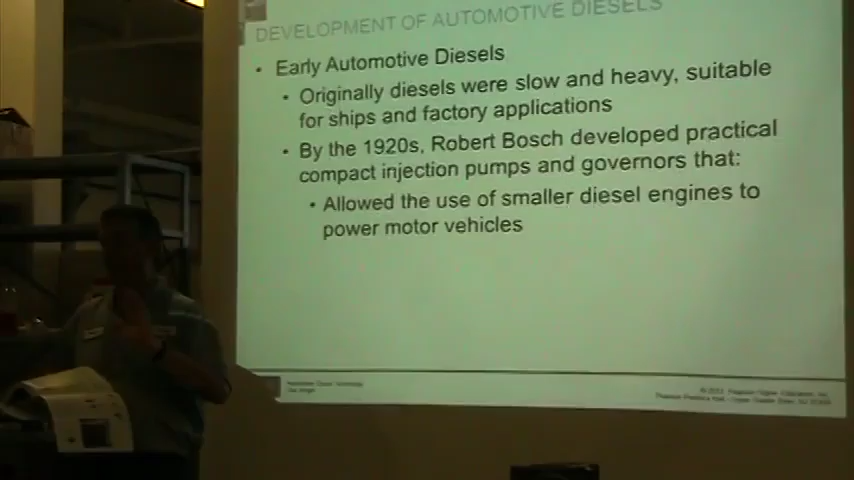 DEVELOPMENT OF AUTOMOTIVE DIESELS
• Early Automotive Diesels
• Originally diesels were slow and heavy, suitable
for ships and factory applications
• By the 1920s, Robert Bosch developed practical
compact injection pumps and governors that:
• Allowed the use of smaller diesel engines to
power motor vehicles